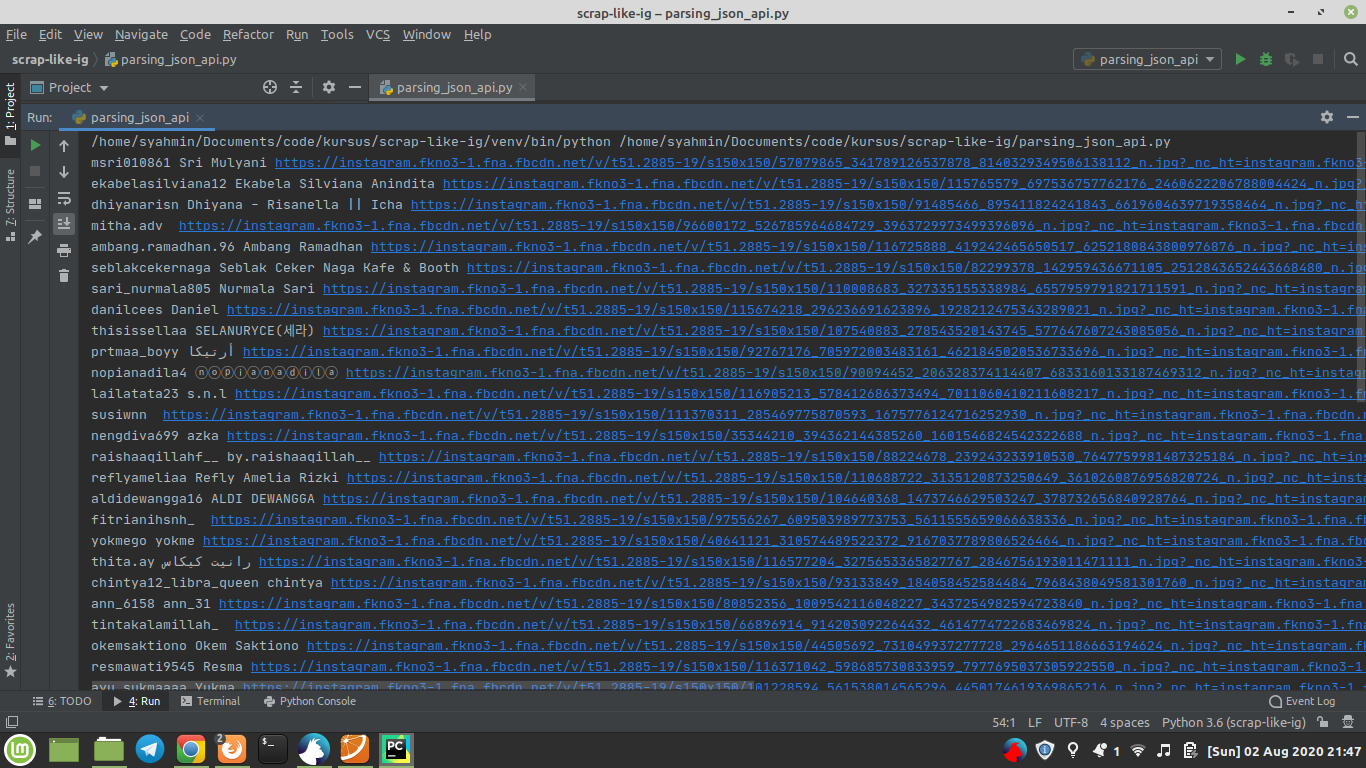 scrap-like-ig – parsing_json_api.py
File Edit View Navigate Code Refactor Run Tools VCS Window Help
scrap-like-ig parsing_json_api.py
parsing_json_api
1: Project
Project
parsing_json_api.py
Run: parsing_json_api
/home/syahmin/Documents/code/kursus/scrap-like-ig/venv/bin/python /home/syahmin/Documents/code/kursus/scrap-like-ig/parsing_json_api.py
msri010861 Sri Mulyani https://instagram.fkno3-1.fna.fbcdn.net/v/t51.2885-19/s150x150/57079865_341789126537878_8140329349506138112_n.jpg?_nc_ht=instagram.fk
ekabelasilviana12 Ekabela Silviana Anindita https://instagram.fkno3-1.fna.fbcdn.net/v/t51.2885-19/s150x150/115765579_697536757762176_2460622206788004424_n.jpg?
dhiyanarisn Dhiyana - Risanella || Icha https://instagram.fkno3-1.fna.fbcdn.net/v/t51.2885-19/s150x150/91485466_895411824241843_6619604639719358464_n.jpg?_nc_ht
mitha.adv https://instagram.fkno3-1.fna.fbcdn.net/v/t51.2885-19/s150x150/96600132_526785964684729_3963729973499396096_n.jpg?_nc_ht=instagram.fkno3-1.fna
ambang.ramadhan.96 Ambang Ramadhan https://instagram.fkno3-1.fna.fbcdn.net/v/t51.2885-19/s150x150/116725888_419242465650517_6252180843800976876_n.jpg?_nc_ht=ins
seblakcekernaga Seblak Ceker Naga Kafe & Booth https://instagram.fkno3-1.fna.fbcdn.net/v/t51.2885-19/s150x150/82299378_142959436671105_2512843652443668480_n.jpg
sari_nurmala805 Nurmala Sari https://instagram.fkno3-1.fna.fbcdn.net/v/t51.2885-19/s150x150/110008683_327335155338984_6557959791821711591_n.jpg?_nc_ht=instagra
danilcees Daniel https://instagram.fkno3-1.fna.fbcdn.net/v/t51.2885-19/s150x150/115674218_296236691623896_1928212475343289021_n.jpg?_nc_ht=instagram.fkno3-1.f
thisissellaa SELANURYCE(세라) https://instagram.fkno3-1.fna.fbcdn.net/v/t51.2885-19/s150x150/107540883_278543520143745_577647607243085056_n.jpg?_nc_ht=instagram
prtmaa_boyy أرتيكا https://instagram.fkno3-1.fna.fbcdn.net/v/t51.2885-19/s150x150/92767176_705972003483161_4621845020536733696_n.jpg?_nc_ht=instagram.fkno3-1
nopianadila4 ⓝⓞⓟⓘⓐⓝⓐⓓⓘⓛⓐ https://instagram.fkno3-1.fna.fbcdn.net/v/t51.2885-19/s150x150/90094452_206328374114407_6833160133187469312_n.jpg?_nc_ht=instag
lailatata23 s.n.l https://instagram.fkno3-1.fna.fbcdn.net/v/t51.2885-19/s150x150/116905213_578412686373494_7011060410211608217_n.jpg?_nc_ht=instagram.fkno3-1.f
susiwnn https://instagram.fkno3-1.fna.fbcdn.net/v/t51.2885-19/s150x150/111370311_285469775870593_1675776124716252930_n.jpg?_nc_ht=instagram.fkno3-1.fna.fbcdn.n
nengdiva699 azka https://instagram.fkno3-1.fna.fbcdn.net/v/t51.2885-19/s150x150/35344210_394362144385260_1601546824542322688_n.jpg?_nc_ht=instagram.fkno3-1.fna
raishaaqillahf__ by.raishaaqillah__ https://instagram.fkno3-1.fna.fbcdn.net/v/t51.2885-19/s150x150/88224678_239243233910530_7647759981487325184_n.jpg?_nc_ht=in
reflyameliaa Refly Amelia Rizki https://instagram.fkno3-1.fna.fbcdn.net/v/t51.2885-19/s150x150/110688722_3135120873250649_3610260876956820724_n.jpg?_nc_ht=inst
aldidewangga16 ALDI DEWANGGA https://instagram.fkno3-1.fna.fbcdn.net/v/t51.2885-19/s150x150/104640368_1473746629503247_378732656840928764_n.jpg?_nc_ht=instagra
fitrianihsnh_ https://instagram.fkno3-1.fna.fbcdn.net/v/t51.2885-19/s150x150/97556267_609503989773753_5611555659066638336_n.jpg?_nc_ht=instagram.fkno3-1.fna.fb
yokmego yokme https://instagram.fkno3-1.fna.fbcdn.net/v/t51.2885-19/s150x150/40641121_310574489522372_9167037789806526464_n.jpg?_nc_ht=instagram.fkno3-1.fna.fb
thita.ay رانيت كيكاس https://instagram.fkno3-1.fna.fbcdn.net/v/t51.2885-19/s150x150/116577204_3275653365827767_2846756193011471111_n.jpg?_nc_ht=instagram.fkno
chintya12_libra_queen chintya https://instagram.fkno3-1.fna.fbcdn.net/v/t51.2885-19/s150x150/93133849_184058452584484_7968438049581301760_n.jpg?_nc_ht=instagra
ann_6158 ann_31 https://instagram.fkno3-1.fna.fbcdn.net/v/t51.2885-19/s150x150/80852356_1009542116048227_3437254982594723840_n.jpg?_nc_ht=instagram.fkno3-1.fna
tintakalamillah_ https://instagram.fkno3-1.fna.fbcdn.net/v/t51.2885-19/s150x150/66896914_914203092264432_4614774722683469824_n.jpg?_nc_ht=instagram.fkno3-1.fna
okemsaktiono Okem Saktiono https://instagram.fkno3-1.fna.fbcdn.net/v/t51.2885-19/s150x150/44505692_731049937277728_2964651186663194624_n.jpg?_nc_ht=instagram.f
resmawati9545 Resma https://instagram.fkno3-1.fna.fbcdn.net/v/t51.2885-19/s150x150/116371042_598685730833959_7977695037305922550_n.jpg?_nc_ht=instagram.fkno3-1
ayu_sukmaaaa Yukma https://instagram.fkno3-1.fna.fbcdn.net/v/t51.2885-19/s150x150/101228594_561538014565296_4450174619369865216_n.jpg?_nc_ht=instagram.fkno3-1.f
7: Structure
2: Favorites
6: TODO 4: Run Terminal Python Console Event Log
54:1 LF UTF-8 4 spaces Python 3.6 (scrap-like-ig)
2 PC 1 [Sun] 02 Aug 2020 21:47